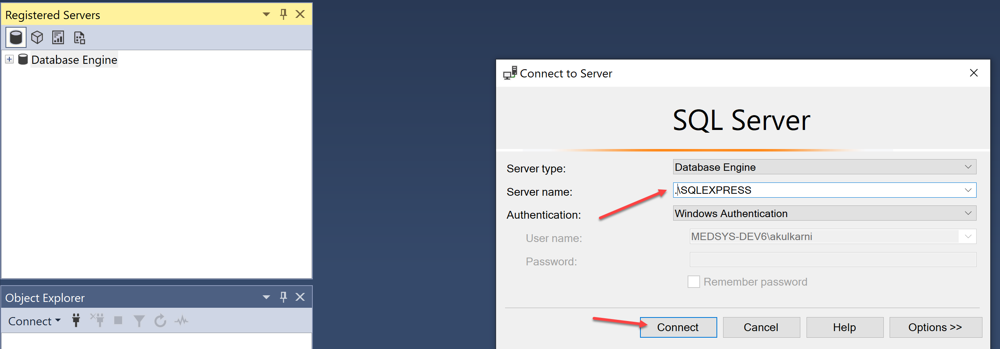 Registered Servers
Database Engine
Object Explorer
Connect
Connect to Server
SQL Server
Server type:
Database Engine
Server name:
.\SQLEXPRESS
Authentication:
Windows Authentication
User name:
MEDSYS-DEV6\akulkarni
Password:
Remember password
Connect
Cancel
Help
Options >>